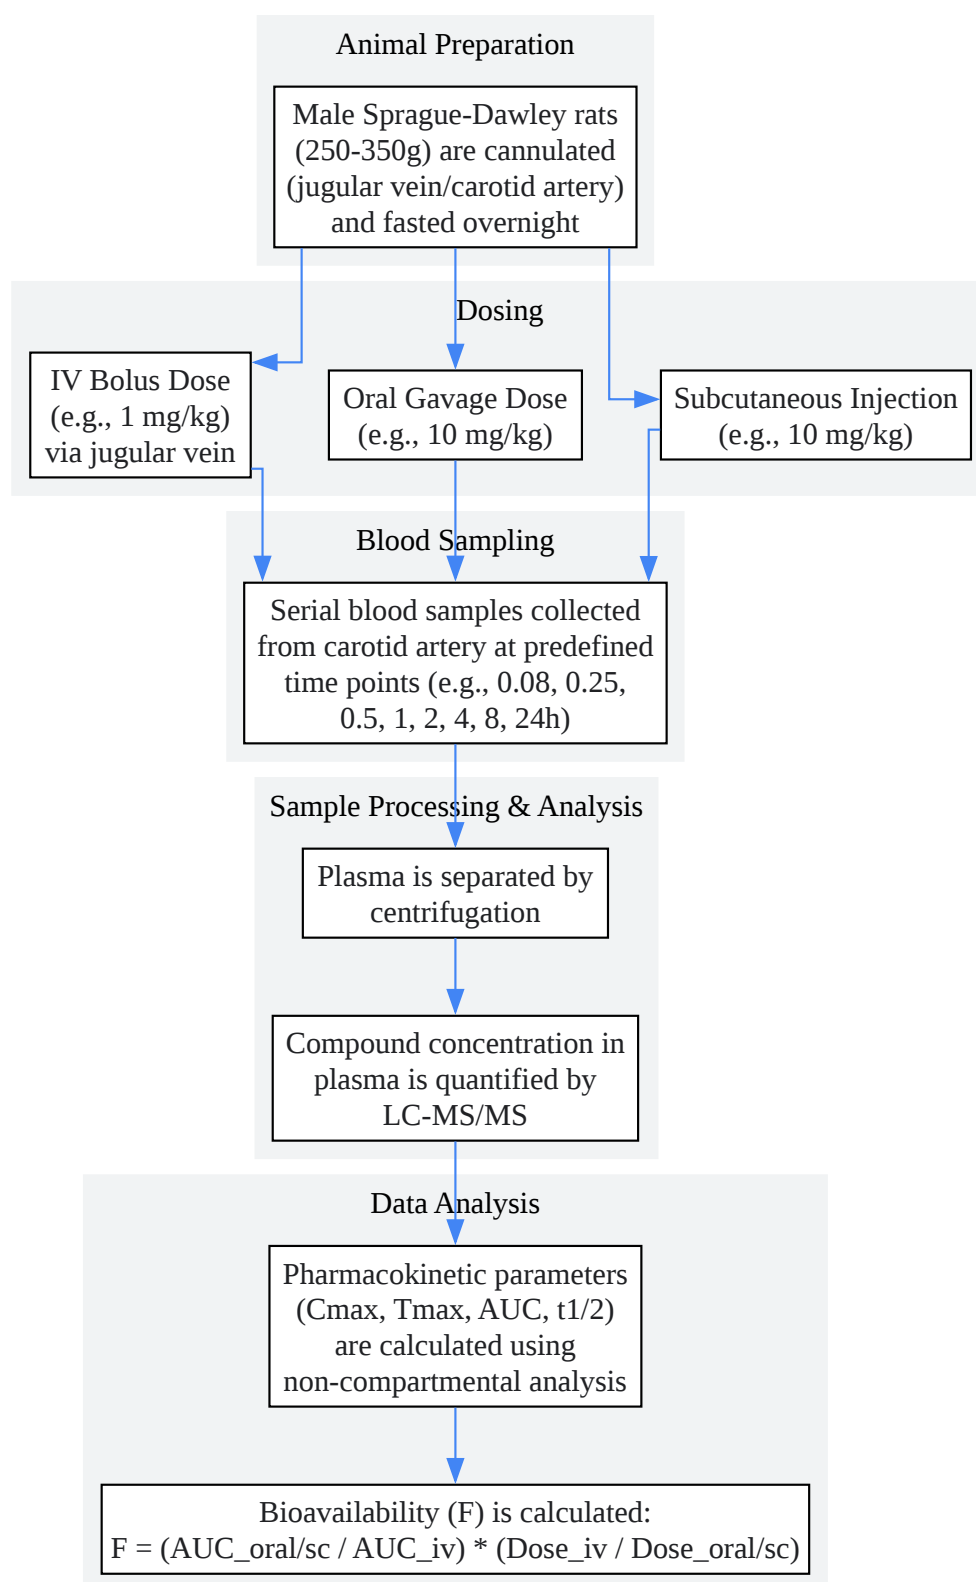 Animal Preparation
Male Sprague-Dawley rats
(250-350g) are cannulated
(jugular vein/carotid artery)
and fasted overnight
Dosing
IV Bolus Dose
(e.g., 1 mg/kg)
via jugular vein
Oral Gavage Dose
(e.g., 10 mg/kg)
Subcutaneous Injection
(e.g., 10 mg/kg)
Blood Sampling
Serial blood samples collected
from carotid artery at predefined
time points (e.g., 0.08, 0.25,
0.5, 1, 2, 4, 8, 24h)
Sample Processing & Analysis
Plasma is separated by
centrifugation
Compound concentration in
plasma is quantified by
LC-MS/MS
Data Analysis
Pharmacokinetic parameters
(Cmax, Tmax, AUC, t1/2)
are calculated using
non-compartmental analysis
Bioavailability (F) is calculated:
F = (AUC_oral/sc / AUC_iv) * (Dose_iv / Dose_oral/sc)